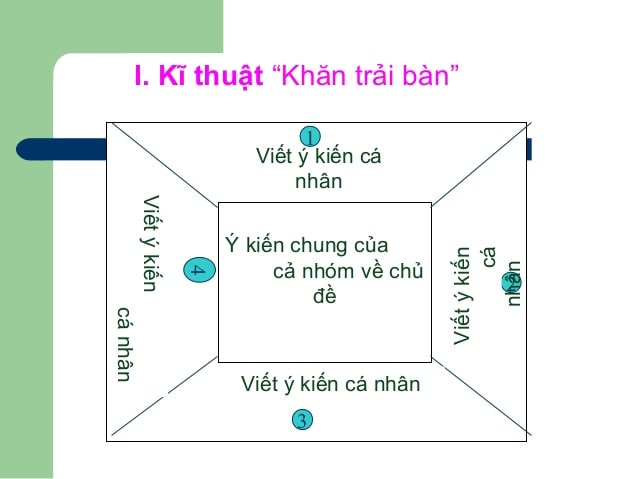 I. Kĩ thuật “Khăn trải bàn”
1
Viết ý kiến cá
nhân
Viết ý kiến
cá nhân
4
Ý kiến chung của
cả nhóm về chủ
đề
Viết ý kiến
cá
nhân
2
Viết ý kiến cá nhân
3